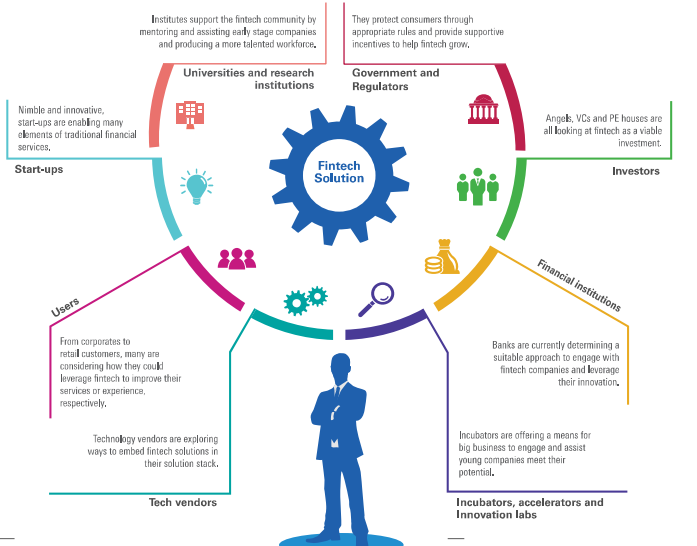 Institutes support the fintech community by
mentoring and assisting early stage companies
and producing a more talented workforce.
Universities and research
institutions
They protect consumers through
appropriate rules and provide supportive
incentives to help fintech grow.
Government and
Regulators
Nimble and innovative,
start-ups are enabling many
elements of traditional financial
services.
Start-ups
Fintech
Solution
Angels, VCs and PE houses are
all looking at fintech as a viable
investment.
Investors
Users
From corporates to
retail customers, many are
considering how they could
leverage fintech to improve their
services or experience,
respectively.
Financial institutions
Banks are currently determining a
suitable approach to engage with
fintech companies and leverage
their innovation.
Technology vendors are exploring
ways to embed fintech solutions in
their solution stack.
Tech vendors
Incubators are offering a means for
big business to engage and assist
young companies meet their
potential.
Incubators, accelerators and
Innovation labs